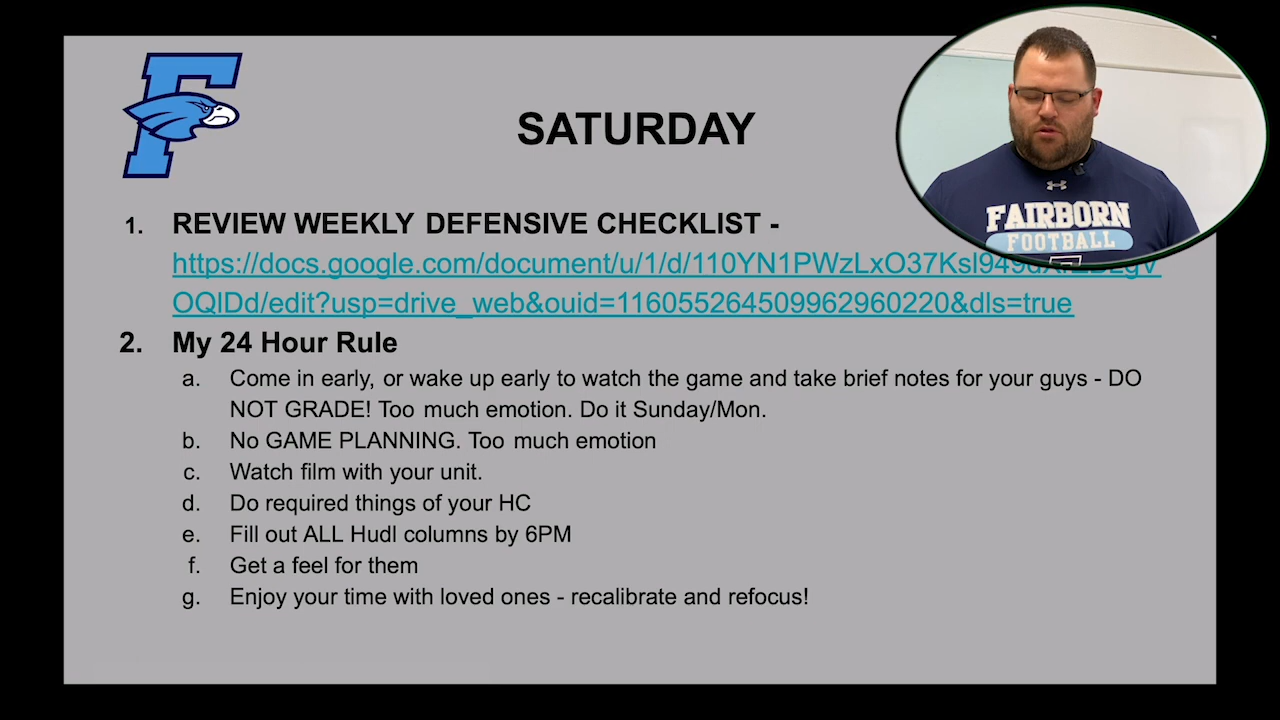 F
SATURDAY
FAIRBORN
FOOTBALL
1. REVIEW WEEKLY DEFENSIVE CHECKLIST -
https://docs.google.com/document/u/1/d/110YN1PWzLxO37Ksl949
OQlDd/edit?usp=drive_web&ouid=116055264509962960220&dls=true
2. My 24 Hour Rule
a. Come in early, or wake up early to watch the game and take brief notes for your guys - DO
NOT GRADE! Too much emotion. Do it Sunday/Mon.
b. No GAME PLANNING. Too much emotion
c. Watch film with your unit.
d. Do required things of your HC
e. Fill out ALL Hudl columns by 6PM
f. Get a feel for them
g. Enjoy your time with loved ones - recalibrate and refocus!